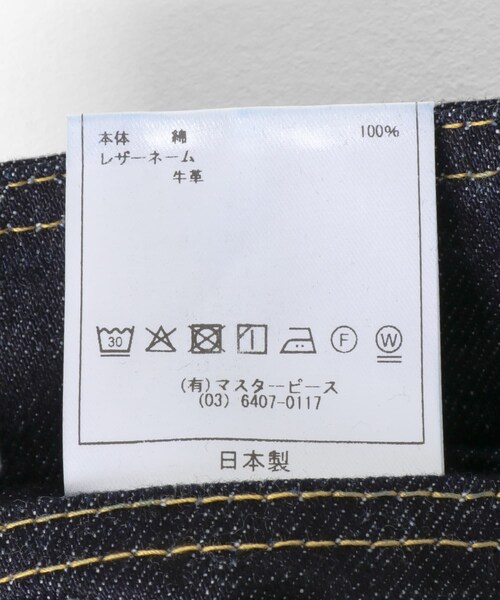 本体 綿 100%
レザーネーム
牛革
30 F W
(有)マスターピース
(03) 6407-0117
日本製